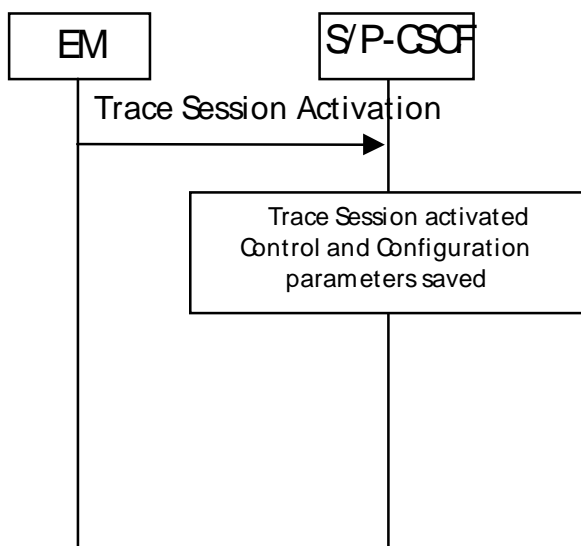 EM
S/P-CSCF
Trace Session Activation
Trace Session activated
Control and Configuration
parameters saved